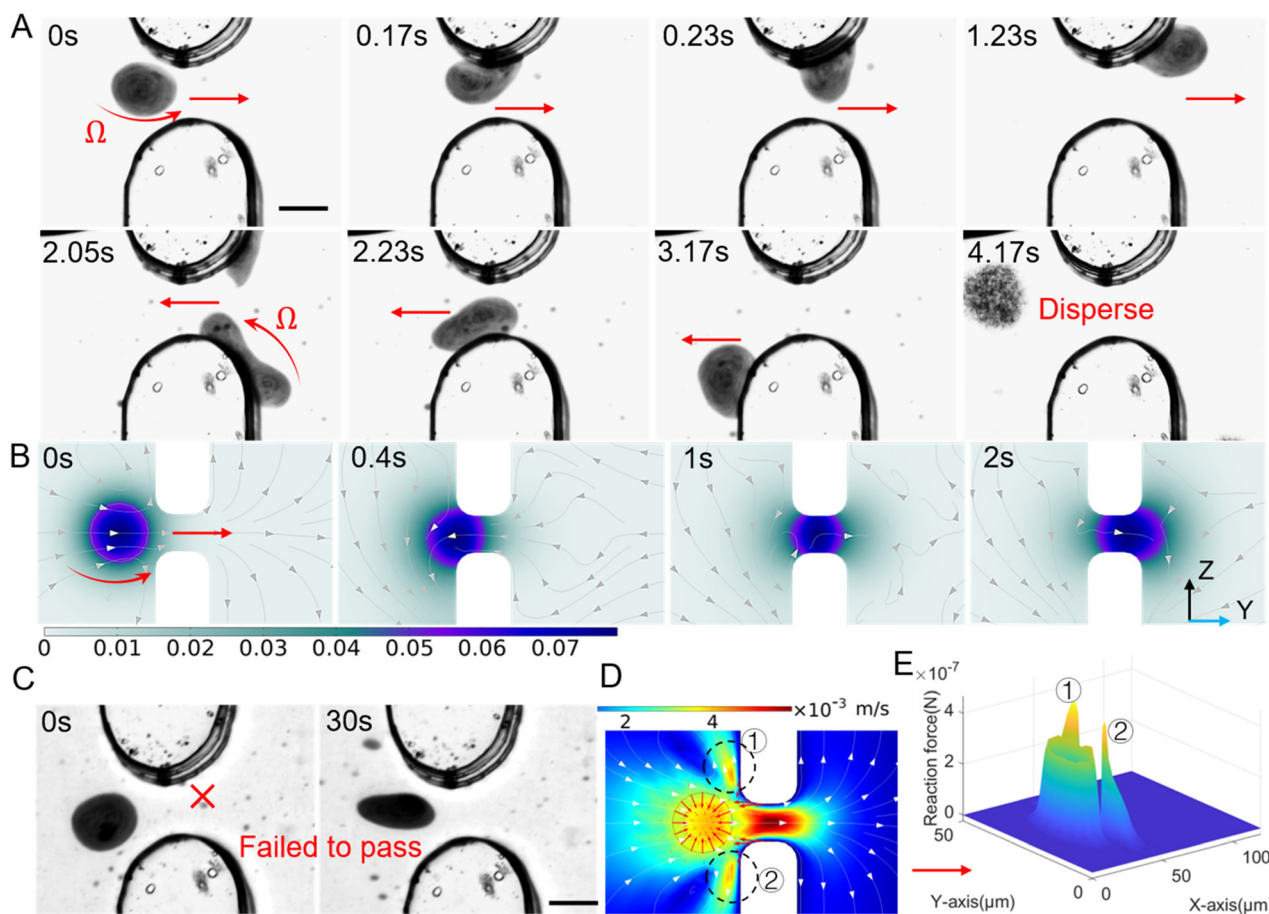 A
0s
0.17s
0.23s
1.23s
Ω
2.05s
2.23s
3.17s
4.17s
Ω
Disperse
B
0s
0.4s
1s
2s
Z
Y
0 0.01 0.02 0.03 0.04 0.05 0.06 0.07
C
0s
30s
Failed to pass
D
2 4 ×10⁻³ m/s
①
②
E
×10⁻⁷
Reaction force(N)
4
2
0
①
②
50
0
0
50
100
Y-axis(μm)
X-axis(μm)